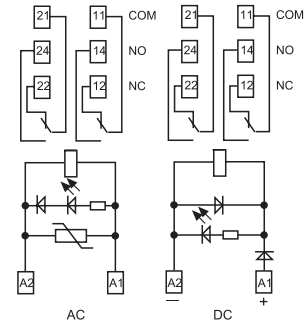 21 11 COM 21 11 COM
24 14 NO 24 14 NO
22 12 NC 22 12 NC
A2 A1 A2 A1
— +
AC DC